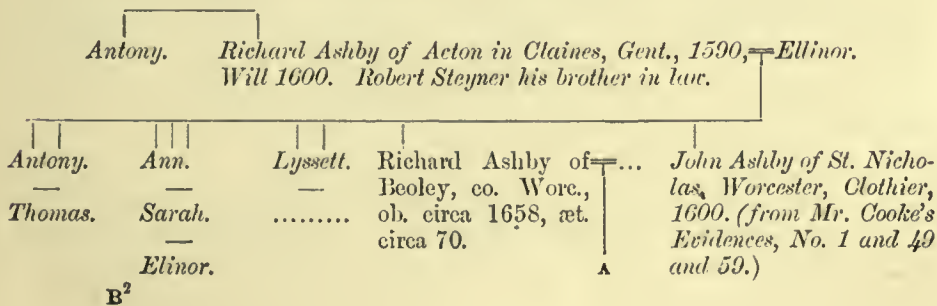 Antony. Richard Ashby of Acton in Claines, Gent., 1590, Ellinor.
Will 1600. Robert Steyner his brother in law.
Antony. Ann. Lyssett. Richard Ashby of ... John Ashby of St. Nicho-
— — — Beoley, co. Worc., las, Worcester, Clothier,
Thomas. Sarah. ......... ob. circa 1658, æt. 1600. (from Mr. Cooke's
— circa 70. Evidences, No. 1 and 49
Elinor. A and 59.)
B²